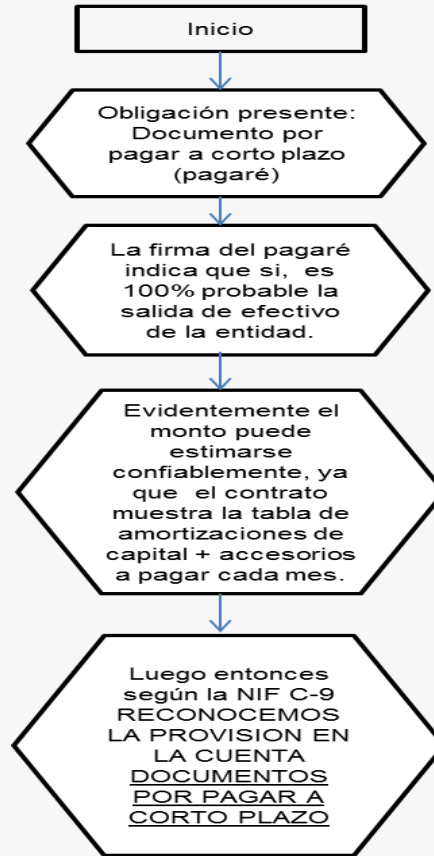 Inicio
Obligación presente:
Documento por
pagar a corto plazo
(pagaré)
La firma del pagaré
indica que si, es
100% probable la
salida de efectivo
de la entidad.
Evidentemente el
monto puede
estimarse
confiablemente, ya
que el contrato
muestra la tabla de
amortizaciones de
capital + accesorios
a pagar cada mes.
Luego entonces
según la NIF C-9
RECONOCEMOS
LA PROVISION EN
LA CUENTA
DOCUMENTOS
POR PAGAR A
CORTO PLAZO